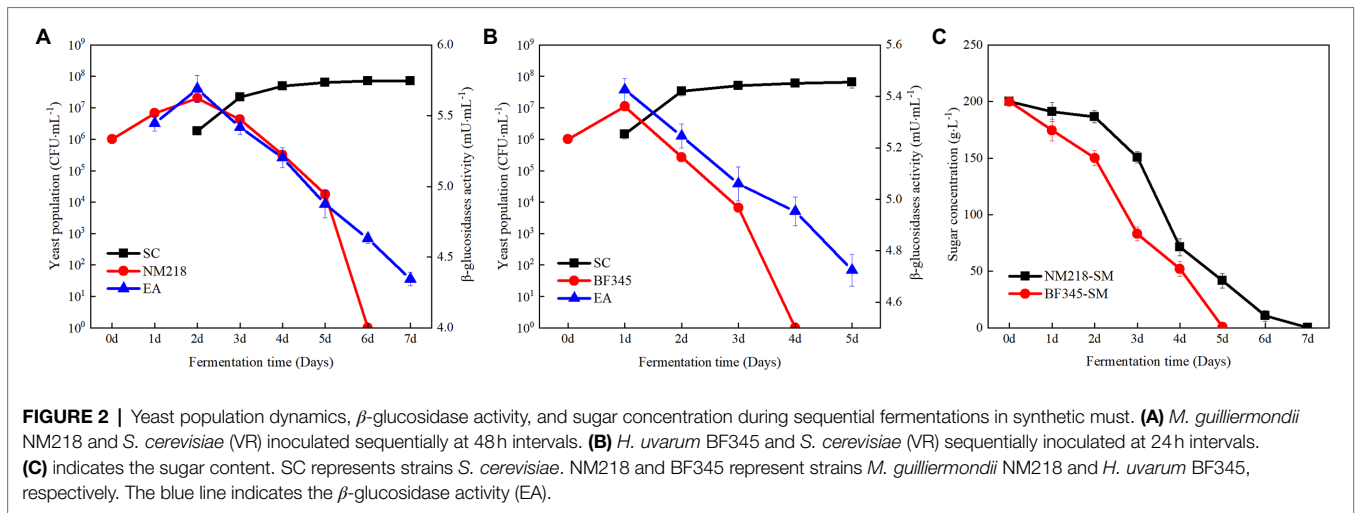 A
10⁹
10⁸
10⁷
10⁶
10⁵
10⁴
10³
10²
10¹
10⁰
Yeast population (CFU·mL⁻¹)
6.0
5.5
5.0
4.5
4.0
β-glucosidases activity (mU·mL⁻¹)
SC
NM218
EA
0d 1d 2d 3d 4d 5d 6d 7d
Fermentation time (Days)
B
10⁹
10⁸
10⁷
10⁶
10⁵
10⁴
10³
10²
10¹
10⁰
Yeast population (CFU·mL⁻¹)
5.6
5.4
5.2
5.0
4.8
4.6
β-glucosidases activity (mU·mL⁻¹)
SC
BF345
EA
0d 1d 2d 3d 4d 5d
Fermentation time (Days)
C
250
200
150
100
50
0
Sugar concentration (g·L⁻¹)
NM218-SM
BF345-SM
0d 1d 2d 3d 4d 5d 6d 7d
Fermentation time (Days)
FIGURE 2 | Yeast population dynamics, β-glucosidase activity, and sugar concentration during sequential fermentations in synthetic must. (A) M. guilliermondii
NM218 and S. cerevisiae (VR) inoculated sequentially at 48 h intervals. (B) H. uvarum BF345 and S. cerevisiae (VR) sequentially inoculated at 24 h intervals.
(C) indicates the sugar content. SC represents strains S. cerevisiae. NM218 and BF345 represent strains M. guilliermondii NM218 and H. uvarum BF345,
respectively. The blue line indicates the β-glucosidase activity (EA).